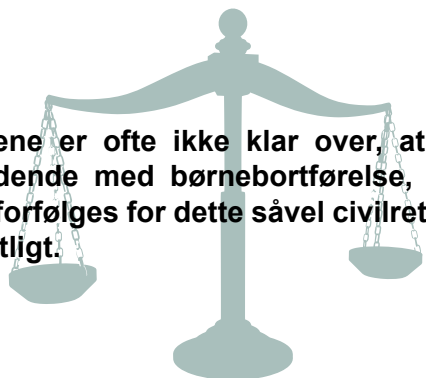 ene er ofte ikke klar over, at
dende med børnebortførelse,
forfølges for dette såvel civilret
tligt.